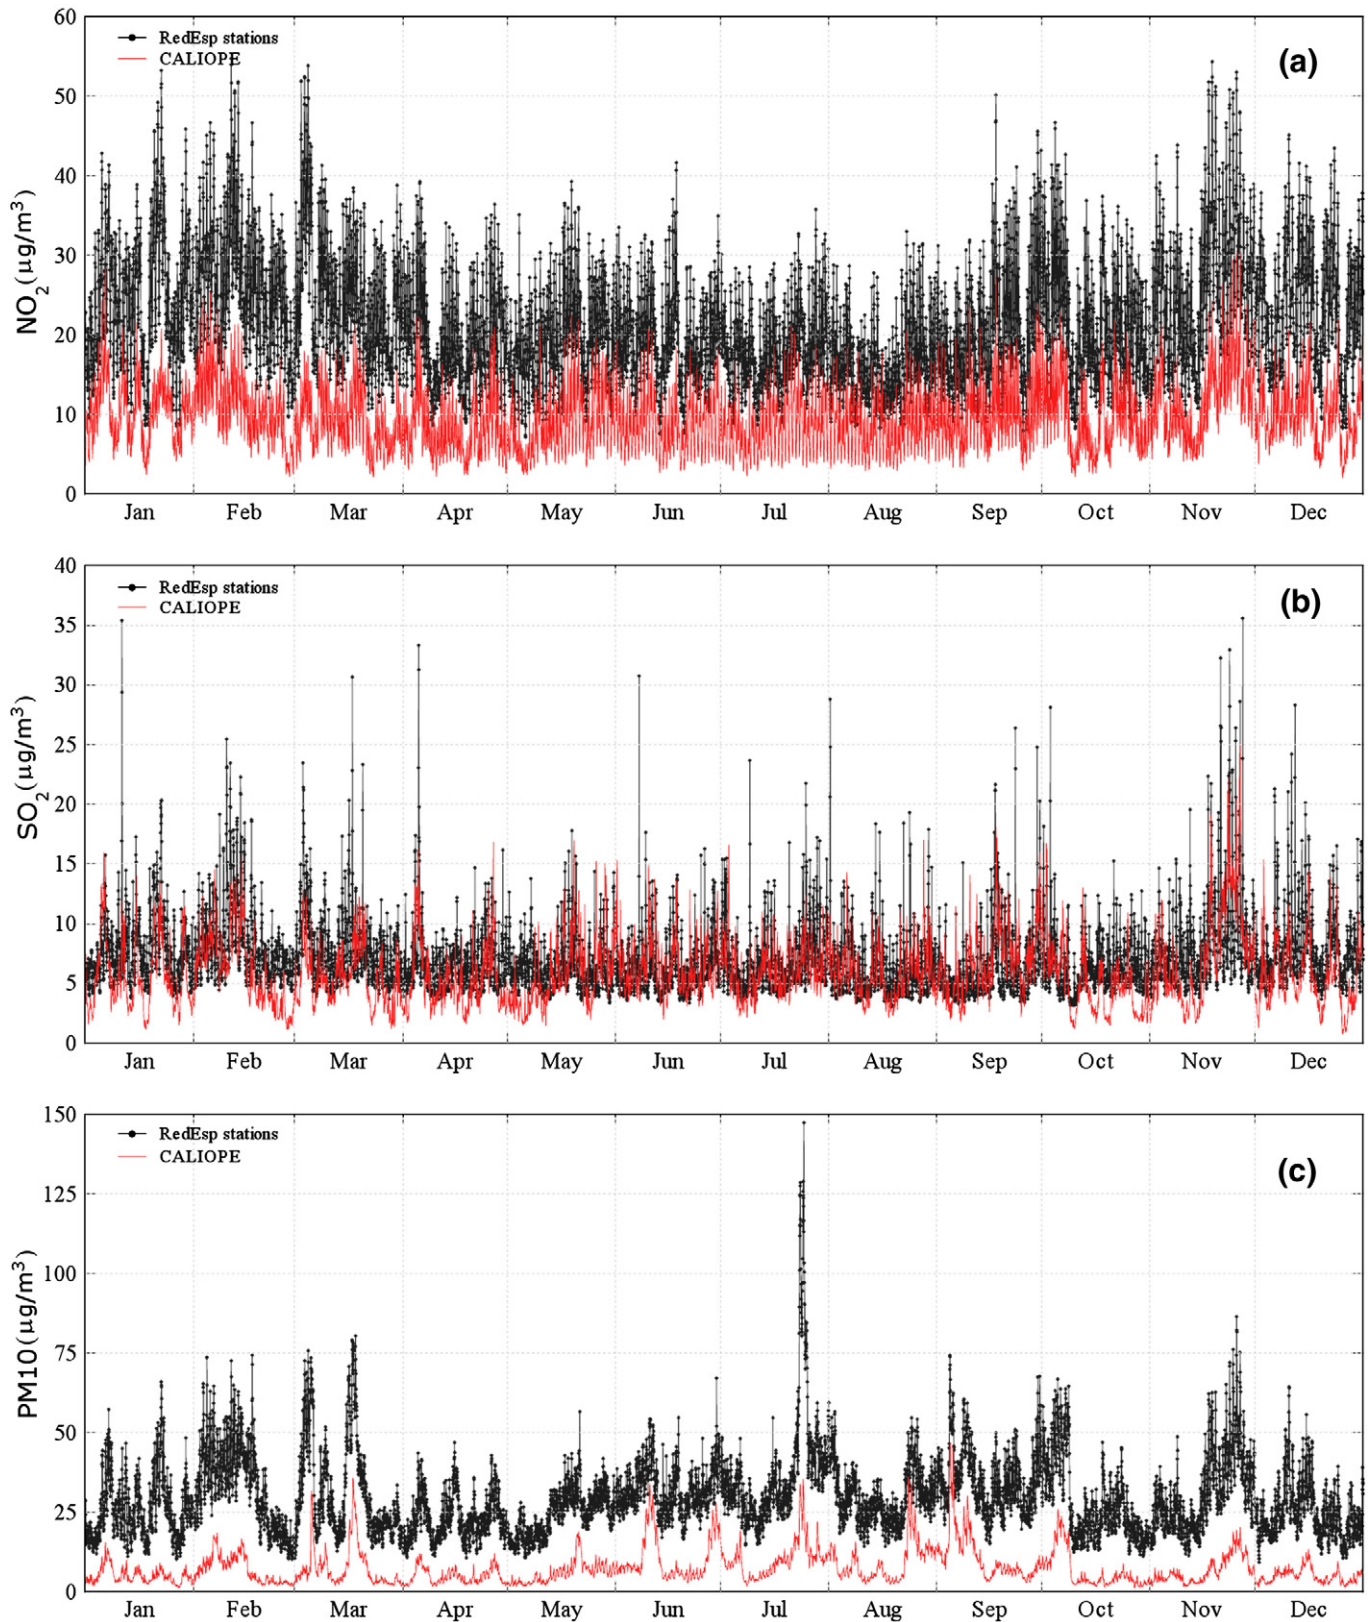 60
50
40
30
20
10
0
NO2(μg/m3)
RedEsp stations
CALIOPE
(a)
Jan Feb Mar Apr May Jun Jul Aug Sep Oct Nov Dec
40
35
30
25
20
15
10
5
0
SO2(μg/m3)
RedEsp stations
CALIOPE
(b)
Jan Feb Mar Apr May Jun Jul Aug Sep Oct Nov Dec
150
125
100
75
50
25
0
PM10(μg/m3)
RedEsp stations
CALIOPE
(c)
Jan Feb Mar Apr May Jun Jul Aug Sep Oct Nov Dec